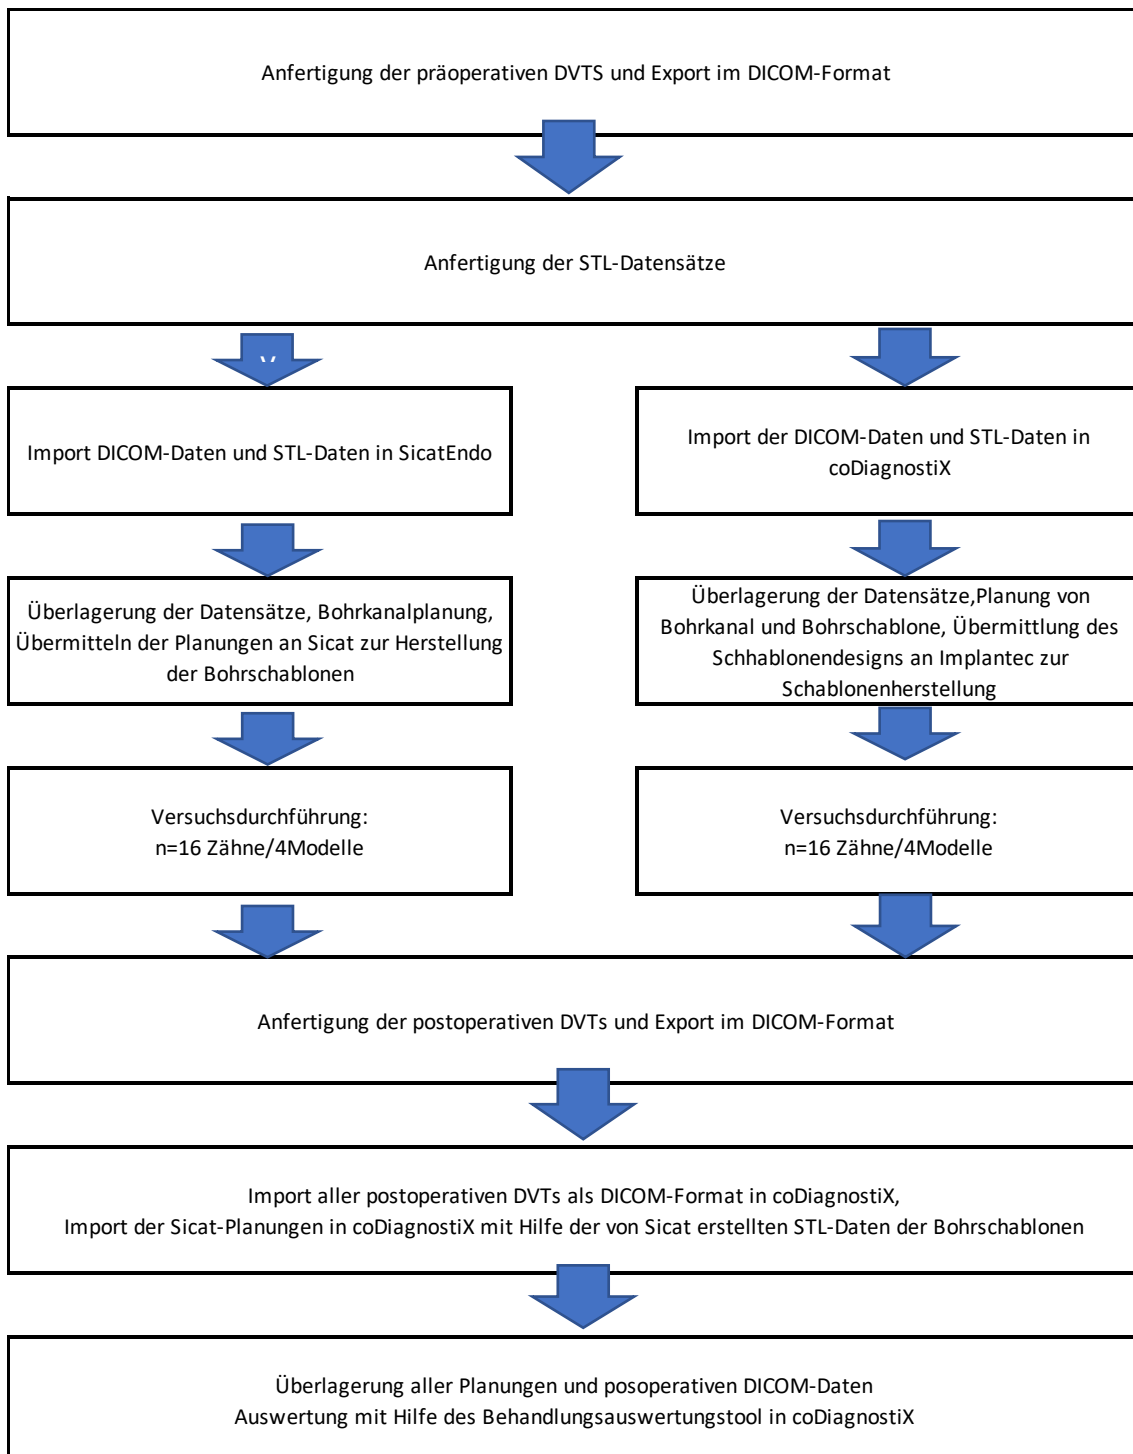 Anfertigung der präoperativen DVTS und Export im DICOM-Format
Anfertigung der STL-Datensätze
Import DICOM-Daten und STL-Daten in SicatEndo
Import der DICOM-Daten und STL-Daten in
coDiagnostiX
Überlagerung der Datensätze, Bohrkanalplanung,
Übermitteln der Planungen an Sicat zur Herstellung
der Bohrschablonen
Überlagerung der Datensätze,Planung von
Bohrkanal und Bohrschablone, Übermittlung des
Schhablonendesigns an Implantec zur
Schablonenherstellung
Versuchsdurchführung:
n=16 Zähne/4Modelle
Versuchsdurchführung:
n=16 Zähne/4Modelle
Anfertigung der postoperativen DVTs und Export im DICOM-Format
Import aller postoperativen DVTs als DICOM-Format in coDiagnostiX,
Import der Sicat-Planungen in coDiagnostiX mit Hilfe der von Sicat erstellten STL-Daten der Bohrschablonen
Überlagerung aller Planungen und posoperativen DICOM-Daten
Auswertung mit Hilfe des Behandlungsauswertungstool in coDiagnostiX